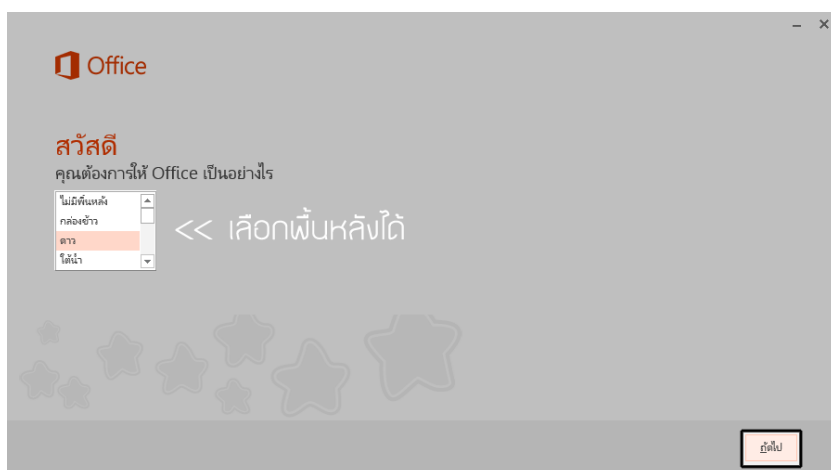 Office
สวัสดี
คุณต้องการให้ Office เป็นอย่างไร
ไม่มีพื้นหลัง
กล่องข้าว
ดาว
ใต้น้ำ
<< เลือกพื้นหลังได้
ถัดไป